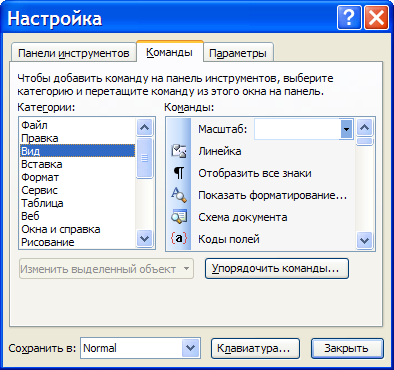 Настройка
Панели инструментов
Команды
Параметры
Чтобы добавить команду на панель инструментов, выберите
категорию и перетащите команду из этого окна на панель.
Категории:
Файл
Правка
Вид
Вставка
Формат
Сервис
Таблица
Веб
Окна и справка
Рисование
Команды:
Масштаб:
Линейка
¶ Отобразить все знаки
Показать форматирование...
Схема документа
{a} Коды полей
Изменить выделенный объект
Упорядочить команды...
Сохранить в: Normal
Клавиатура...
Закрыть